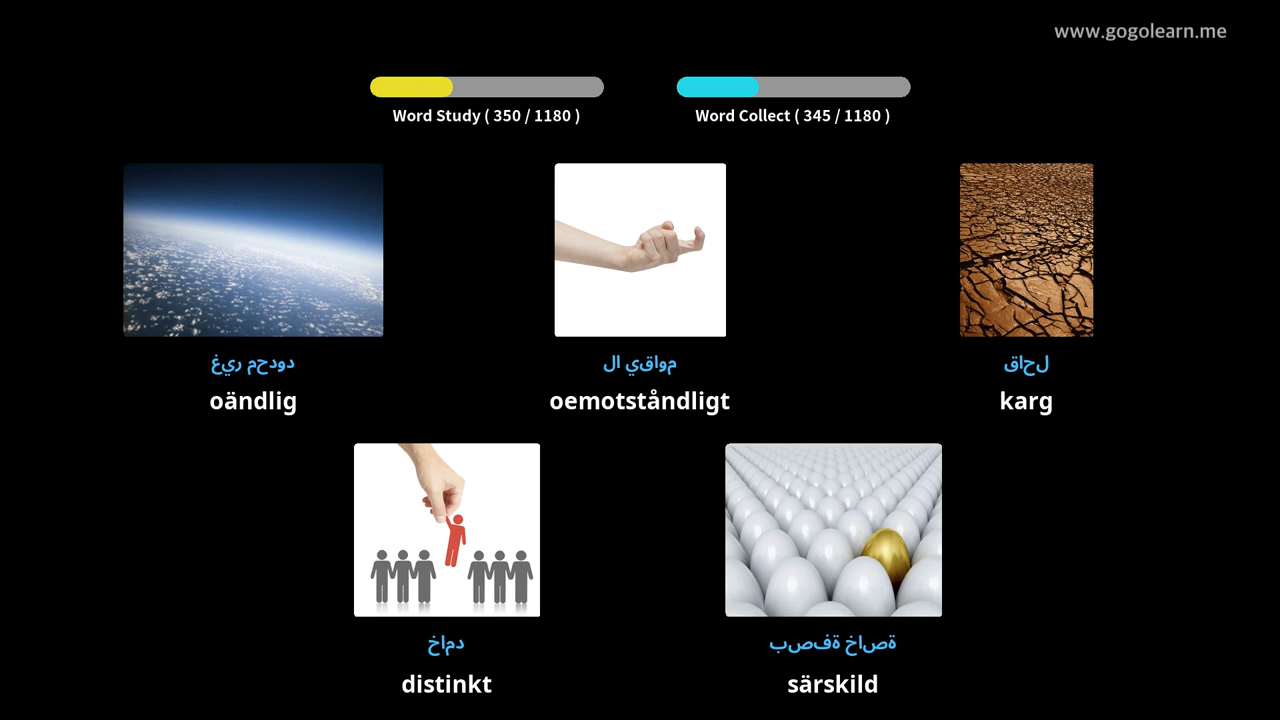 www.gogolearn.me
Word Study ( 350 / 1180 )
Word Collect ( 345 / 1180 )
دودحم ريغ
مواقي ال
لحاق
oändlig
oemotståndligt
karg
دماخ
ةصاخ ةفصب
distinkt
särskild